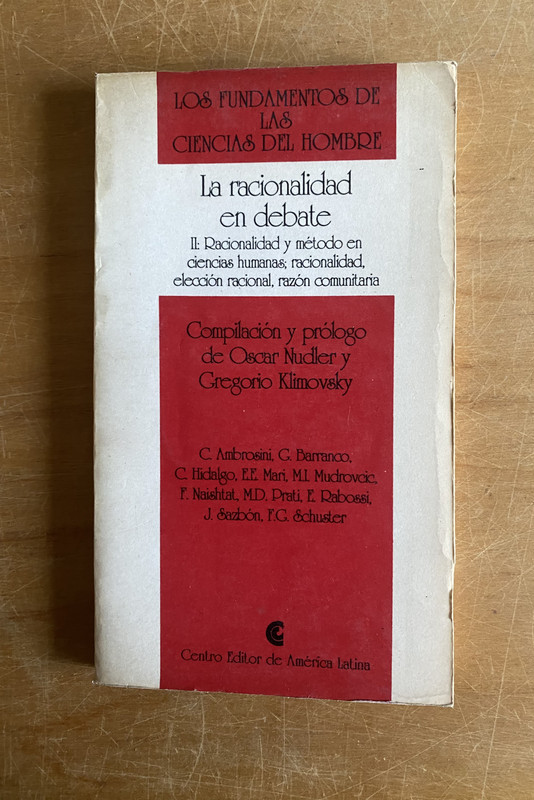 LOS FUNDAMENTOS DE
LAS
CIENCIAS DEL HOMBRE
La racionalidad
en debate
II: Racionalidad y método en
ciencias humanas; racionalidad,
elección racional, razón comunitaria
Compilación y prólogo
de Oscar Nudler y
Gregorio Klimovsky
C. Ambrosini, G. Barranco,
C. Hidalgo, E.E. Mari, M.I. Mudrovcic,
F. Naishtat, M.D. Prati, E. Rabossi,
J. Sazbón, F.G. Schuster
Centro Editor de América Latina